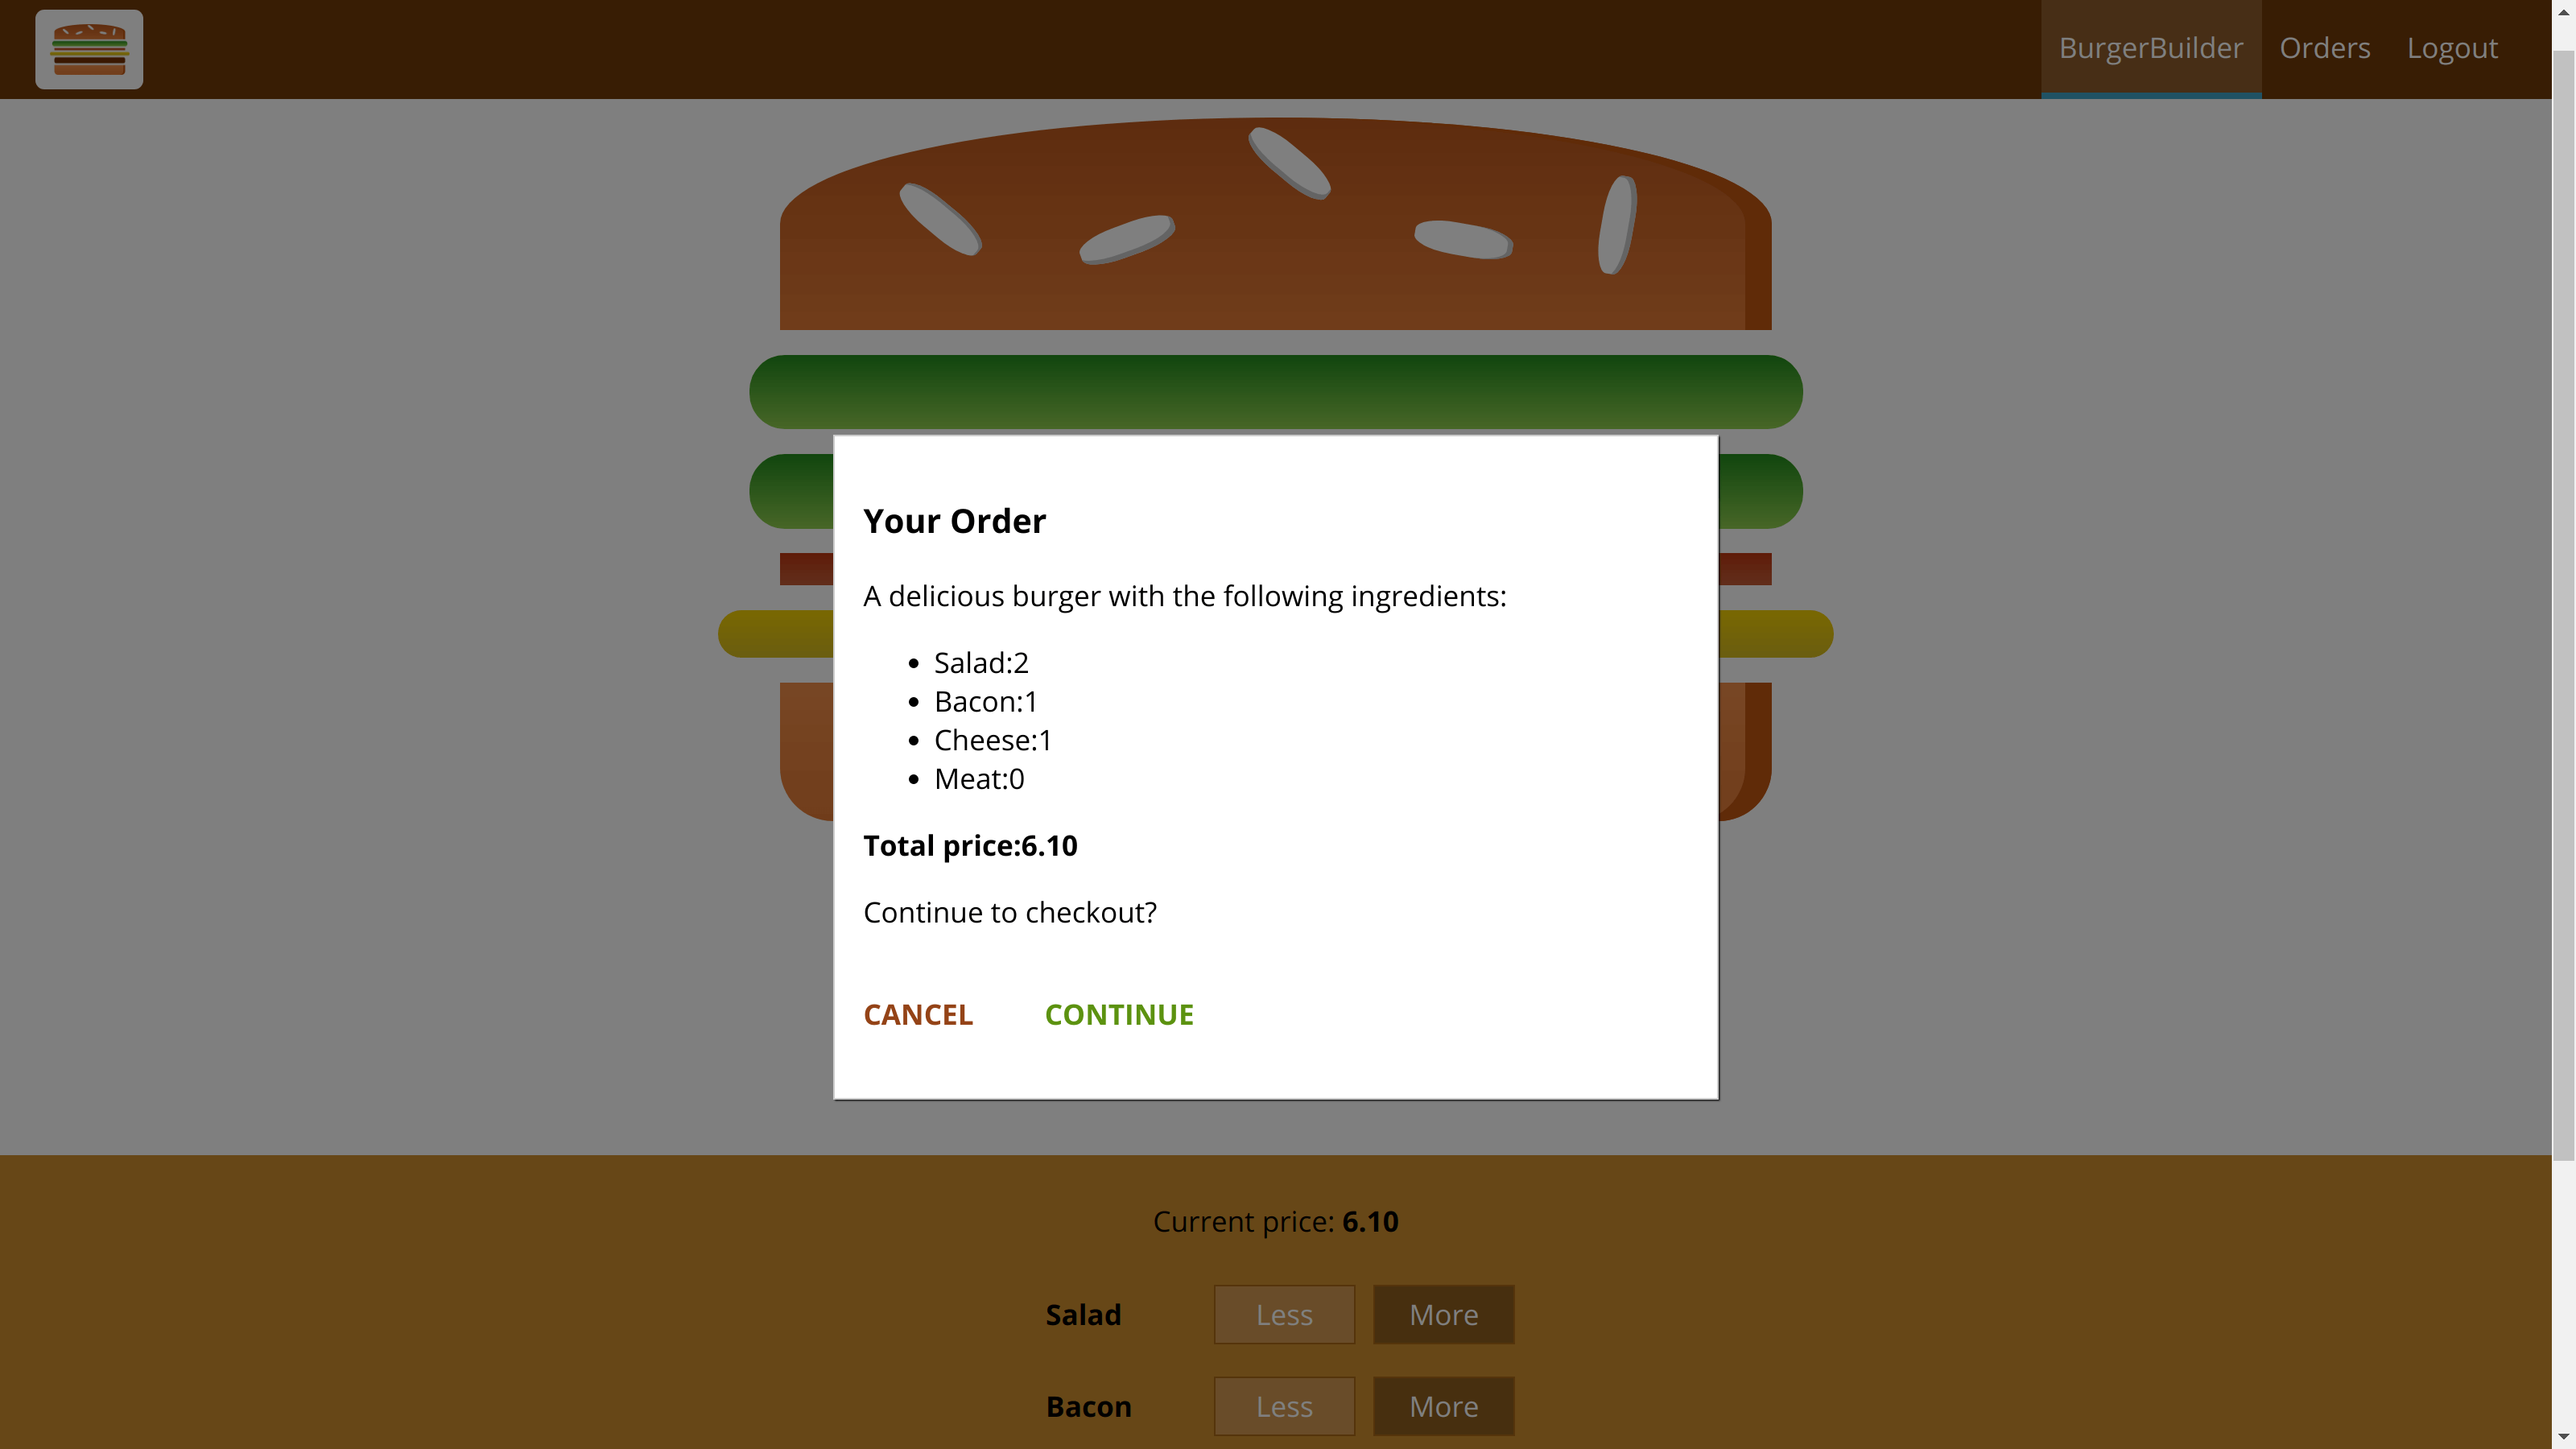 BurgerBuilder Orders Logout
Your Order
A delicious burger with the following ingredients:
Salad:2
Bacon:1
Cheese:1
Meat:0
Total price:6.10
Continue to checkout?
CANCEL CONTINUE
Current price: 6.10
Salad Less More
Bacon Less More